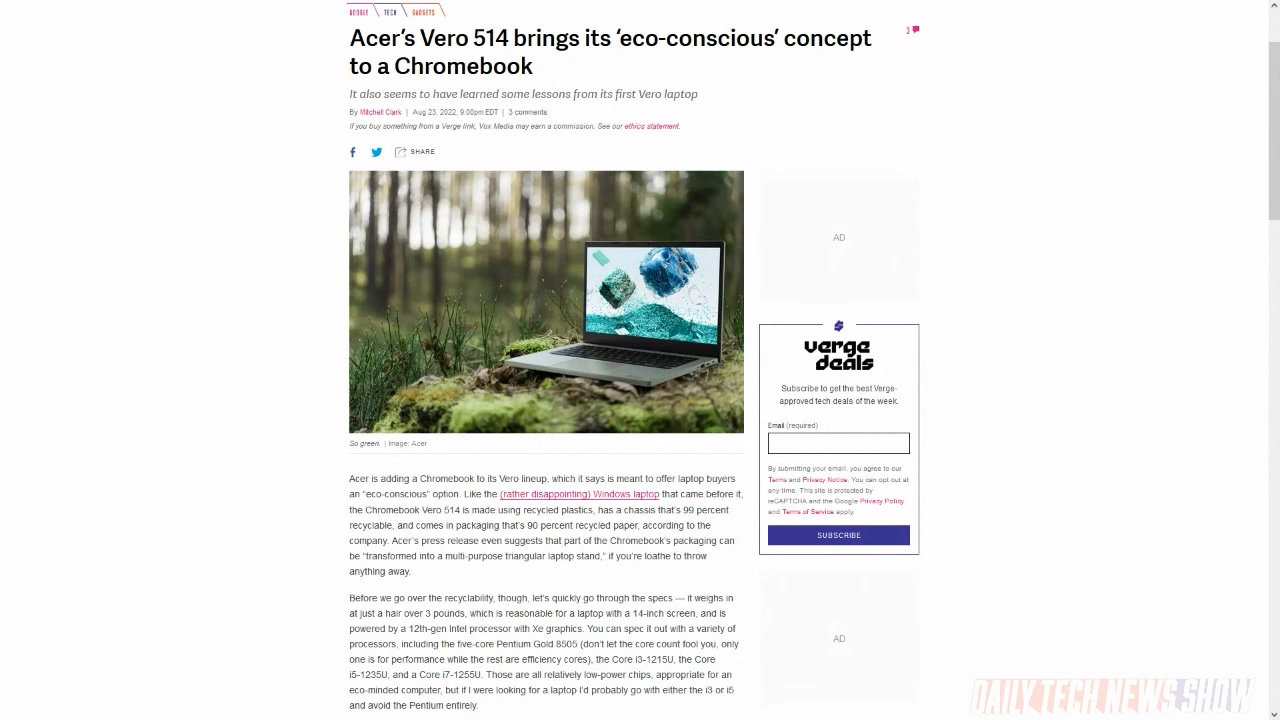 GOOGLE TECH GADGETS
Acer’s Vero 514 brings its ‘eco-conscious’ concept
to a Chromebook
3
It also seems to have learned some lessons from its first Vero laptop
By Mitchell Clark | Aug 23, 2022, 9:00pm EDT | 3 comments
If you buy something from a Verge link, Vox Media may earn a commission. See our ethics statement.
SHARE
So green. | Image: Acer
Acer is adding a Chromebook to its Vero lineup, which it says is meant to offer laptop buyers
an “eco-conscious” option. Like the (rather disappointing) Windows laptop that came before it,
the Chromebook Vero 514 is made using recycled plastics, has a chassis that’s 99 percent
recyclable, and comes in packaging that’s 90 percent recycled paper, according to the
company. Acer’s press release even suggests that part of the Chromebook’s packaging can
be “transformed into a multi-purpose triangular laptop stand,” if you’re loathe to throw
anything away.
Before we go over the recyclability, though, let’s quickly go through the specs — it weighs in
at just a hair over 3 pounds, which is reasonable for a laptop with a 14-inch screen, and is
powered by a 12th-gen Intel processor with Xe graphics. You can spec it out with a variety of
processors, including the five-core Pentium Gold 8505 (don’t let the core count fool you, only
one is for performance while the rest are efficiency cores), the Core i3-1215U, the Core
i5-1235U, and a Core i7-1255U. Those are all relatively low-power chips, appropriate for an
eco-minded computer, but if I were looking for a laptop I’d probably go with either the i3 or i5
and avoid the Pentium entirely.
AD
verge
deals
Subscribe to get the best Verge-
approved tech deals of the week.
Email (required)
By submitting your email, you agree to our
Terms and Privacy Notice. You can opt out at
any time. This site is protected by
reCAPTCHA and the Google Privacy Policy
and Terms of Service apply.
SUBSCRIBE
AD
DAILY TECH NEWS SHOW